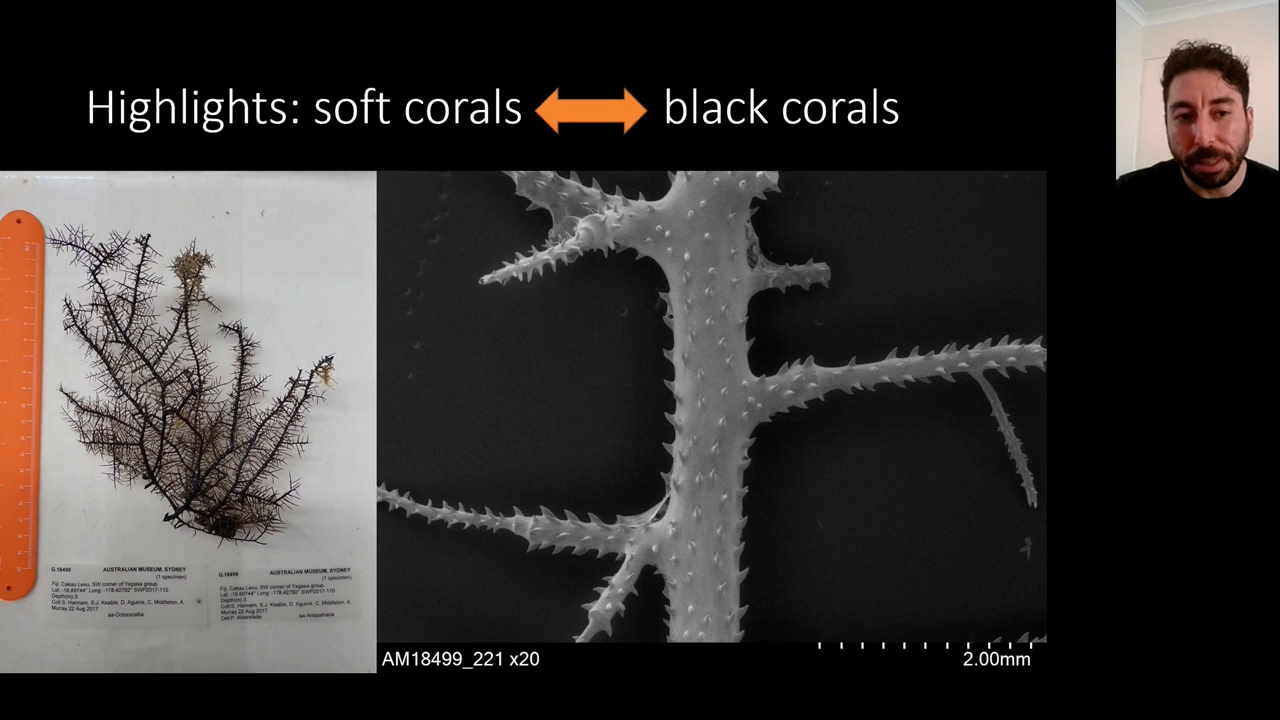 Highlights: soft corals black corals
G.18499 AUSTRALIAN MUSEUM, SYDNEY
(1 specimen)
Fiji, Cakau Levu, SW corner of Yagasa group
Lat: -18.89744° Long: -178.42792° SWP2017-110
Depth(m):3
Coll:S. Hannam, S.J. Keable, D. Aguirre, C. Middleton, A.
Murray 22 Aug 2017
aa-Octocorallia
G.18499 AUSTRALIAN MUSEUM, SYDNEY
(1 specimen)
Fiji, Cakau Levu, SW corner of Yagasa group
Lat: -18.89744° Long: -178.42792° SWP2017-110
Depth(m):3
Coll:S. Hannam, S.J. Keable, D. Aguirre, C. Middleton, A.
Murray 22 Aug 2017
Det:P. Alderslade aa-Antipatharia
AM18499_221 x20
2.00mm